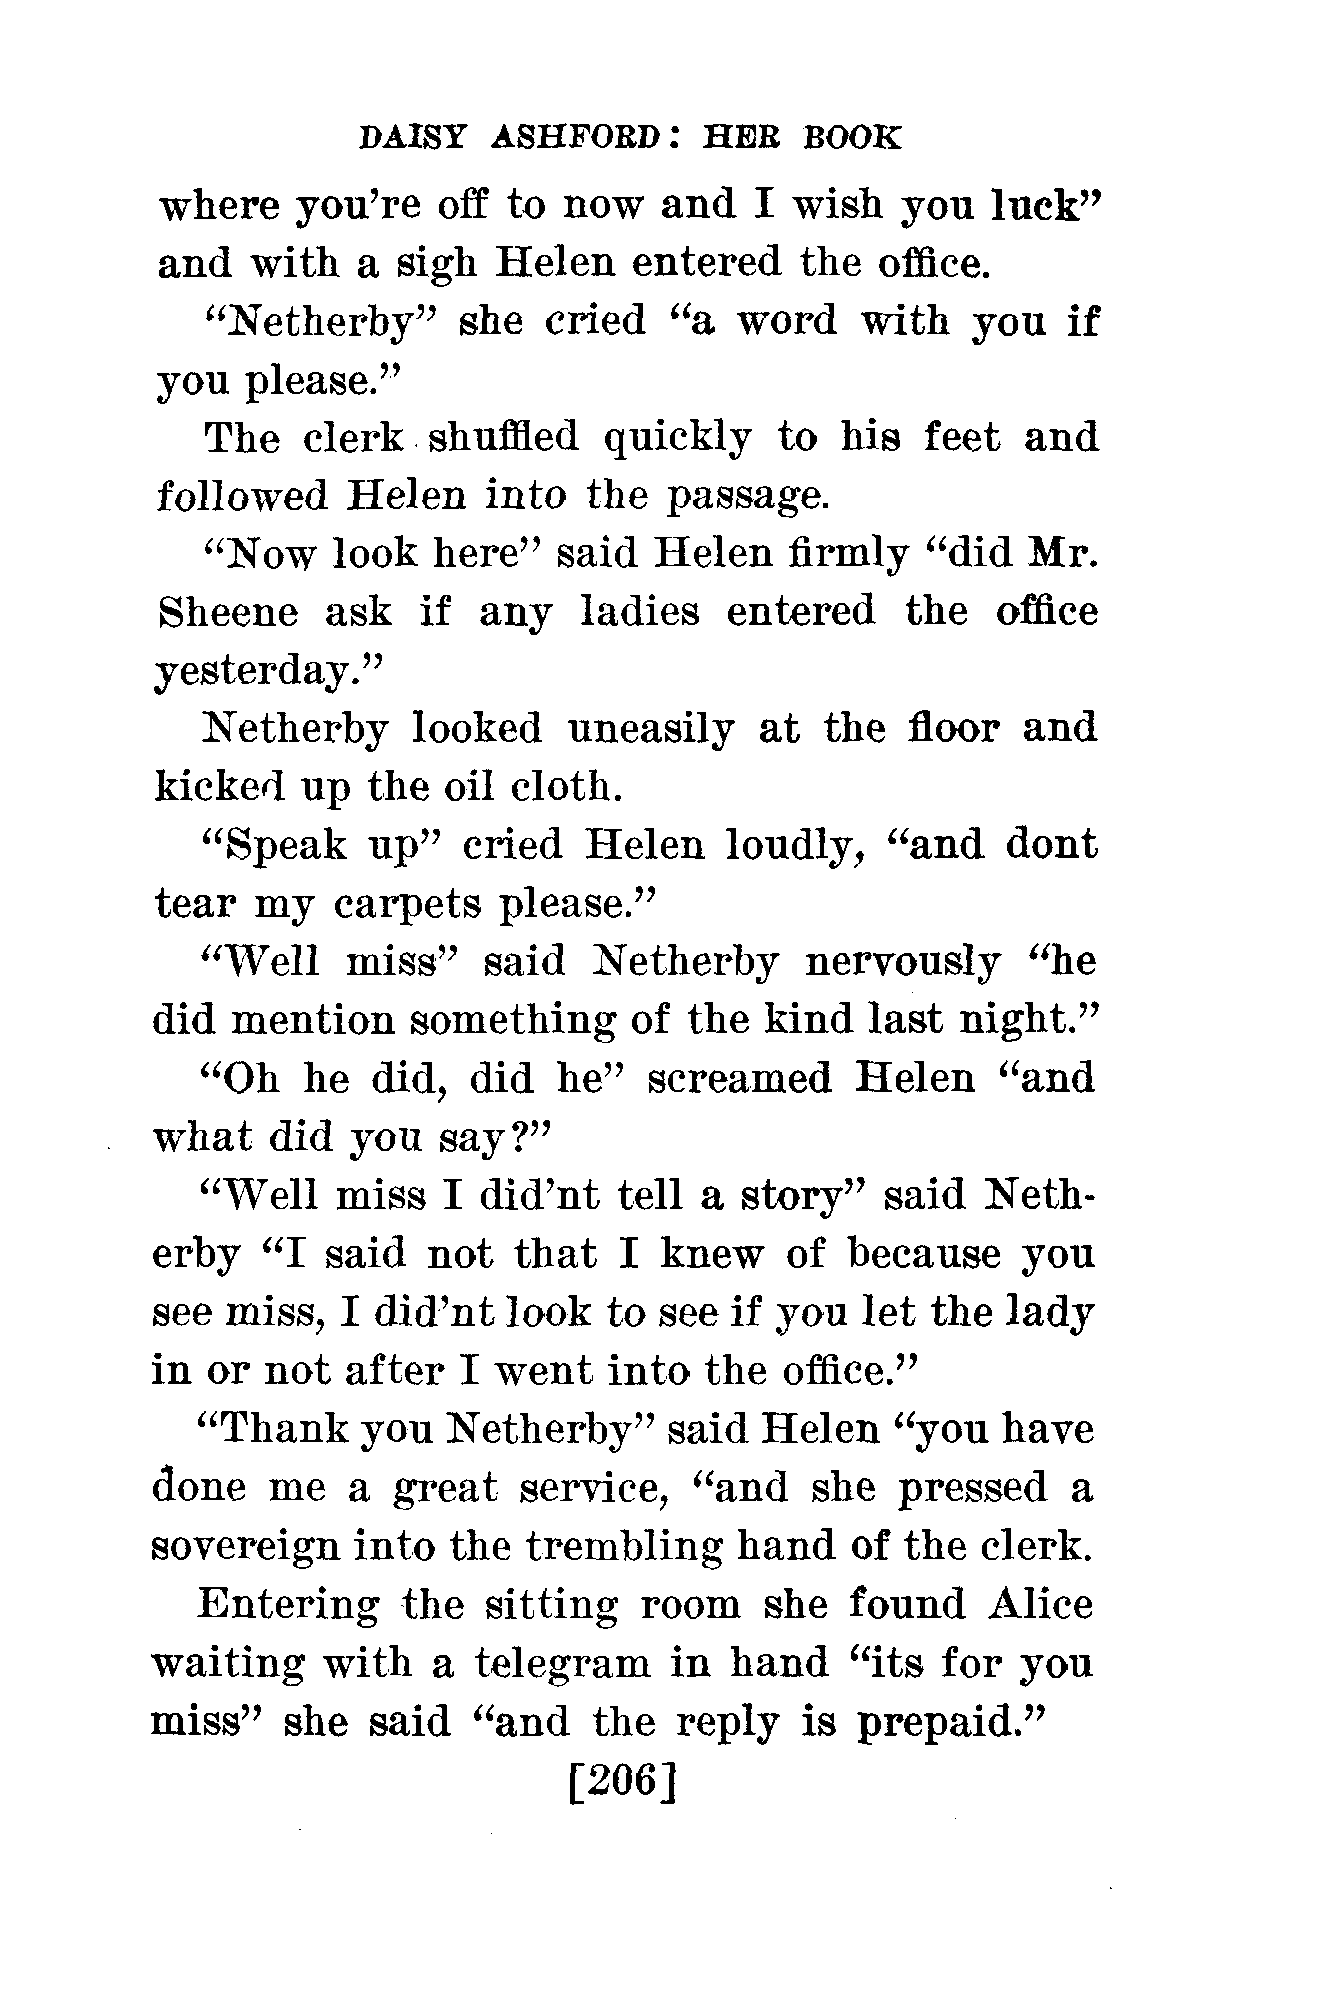 DAISY ASHFORD: HER BOOK
where you're off to now and I wish you luck”
and with a sigh Helen entered the office.
“Netherby” she cried “a word with you if
you please.”
The clerk shuffled quickly to his feet and
followed Helen into the passage.
“Now look here” said Helen firmly “did Mr.
Sheene ask if any ladies entered the office
yesterday.”
Netherby looked uneasily at the floor and
kicked up the oil cloth.
“Speak up” cried Helen loudly, “and dont
tear my carpets please.”
“Well miss” said Netherby nervously “he
did mention something of the kind last night.”
“Oh he did, did he” screamed Helen “and
what did you say?”
“Well miss I did'nt tell a story” said Neth-
erby “I said not that I knew of because you
see miss, I did'nt look to see if you let the lady
in or not after I went into the office.”
“Thank you Netherby” said Helen “you have
done me a great service, “and she pressed a
sovereign into the trembling hand of the clerk.
Entering the sitting room she found Alice
waiting with a telegram in hand “its for you
miss” she said “and the reply is prepaid.”
[206]